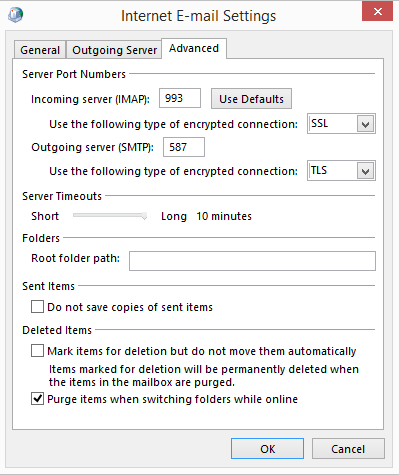 Internet E-mail Settings
General Outgoing Server Advanced
Server Port Numbers
Incoming server (IMAP): 993 Use Defaults
Use the following type of encrypted connection: SSL
Outgoing server (SMTP): 587
Use the following type of encrypted connection: TLS
Server Timeouts
Short Long 10 minutes
Folders
Root folder path:
Sent Items
Do not save copies of sent items
Deleted Items
Mark items for deletion but do not move them automatically
Items marked for deletion will be permanently deleted when
the items in the mailbox are purged.
Purge items when switching folders while online
OK Cancel